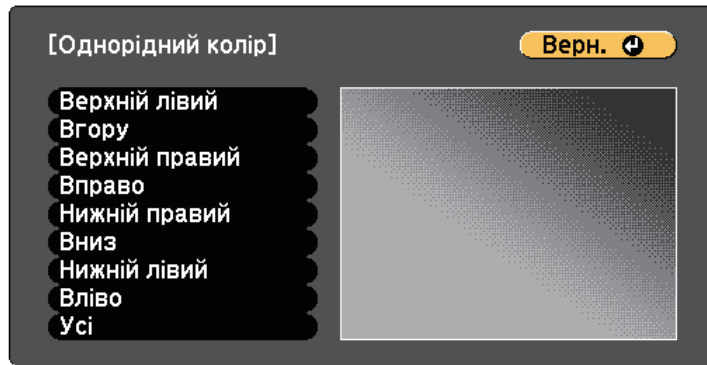 [Однорідний колір]
Верн.
Верхній лівий
Вгору
Верхній правий
Вправо
Нижній правий
Вниз
Нижній лівий
Вліво
Усі